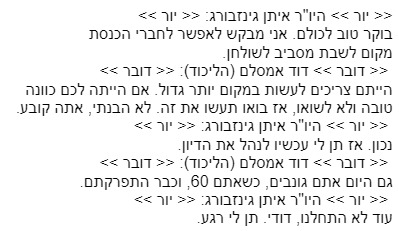 << יור >> היו"ר איתן גינזבורג: << יור >>
בוקר טוב לכולם. אני מבקש לאפשר לחברי הכנסת
מקום לשבת מסביב לשולחן.
<< דובר >> דוד אמסלם (הליכוד): << דובר >>
הייתם צריכים לעשות במקום יותר גדול. אם הייתה לכם כוונה
טובה ולא לשואו, אז בואו תעשו את זה. לא הבנתי, אתה קובע.
<< יור >> היו"ר איתן גינזבורג: << יור >>
נכון. אז תן לי עכשיו לנהל את הדיון.
<< דובר >> דוד אמסלם (הליכוד): << דובר >>
גם היום אתם גונבים, כשאתם 60, וכבר התפרקתם.
<< יור >> היו"ר איתן גינזבורג: << יור >>
עוד לא התחלנו, דודי. תן לי רגע.